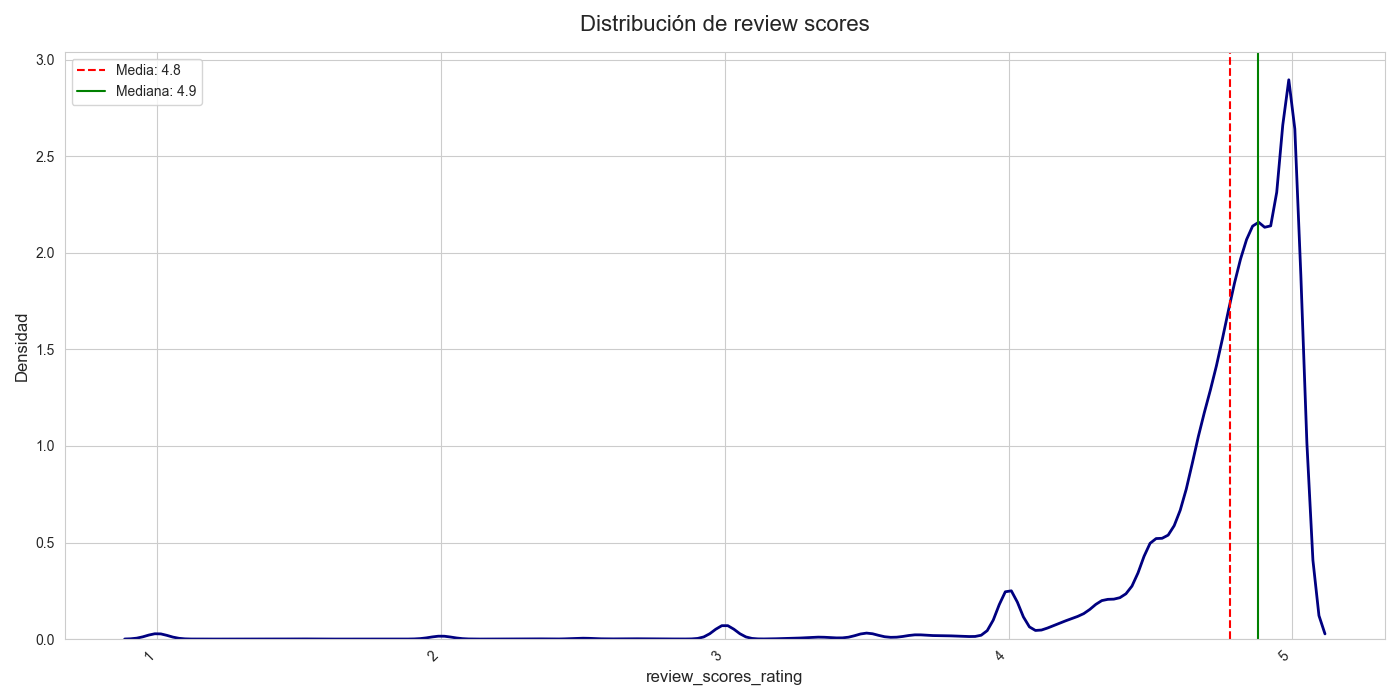 Distribución de review scores
Media: 4.8
Mediana: 4.9
Densidad
3.0
2.5
2.0
1.5
1.0
0.5
0.0
1
2
3
4
5
review_scores_rating